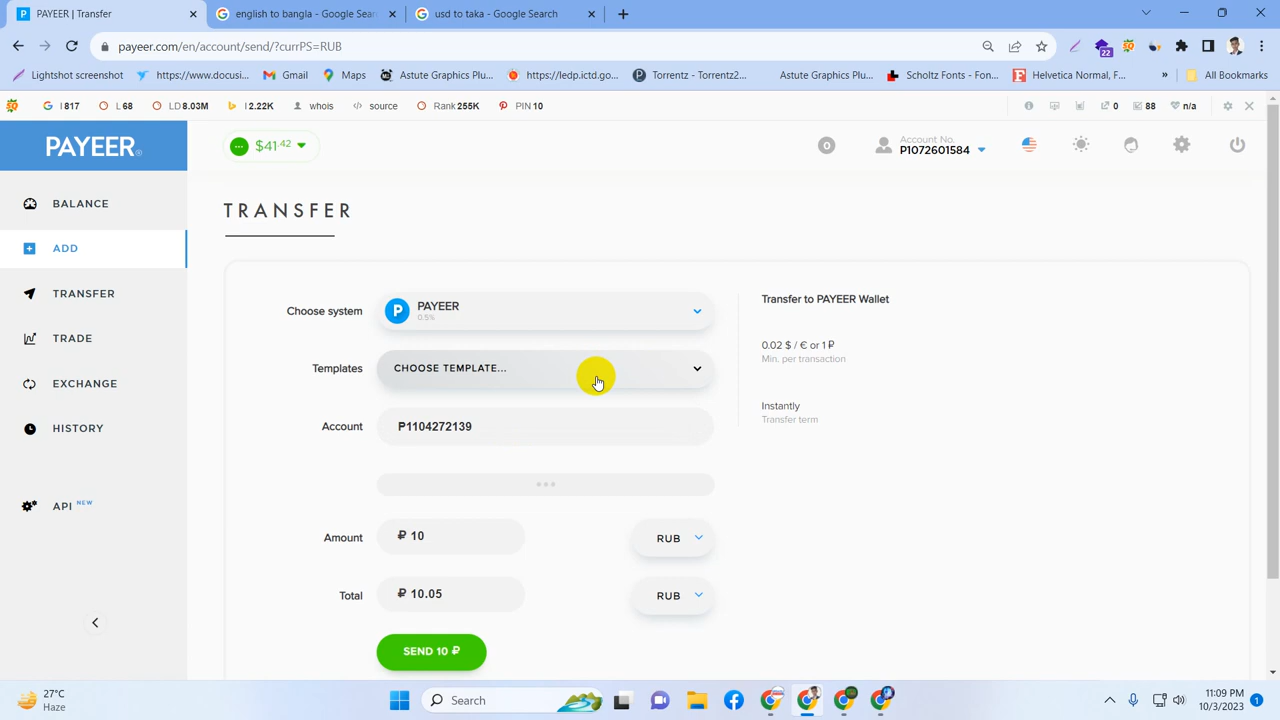 PAYEER | Transfer
english to bangla - Google Sear
usd to taka - Google Search
payeer.com/en/account/send/?currPS=RUB
Lightshot screenshot
https://www.docusi...
Gmail
Maps
Astute Graphics Plu...
https://ledp.ictd.go...
Torrentz - Torrentz2...
Astute Graphics Plu...
Scholtz Fonts - Fon...
Helvetica Normal, F...
»
All Bookmarks
22
I 817
L 68
LD 8.03M
I 2.22K
whois
source
Rank 255K
PIN 10
0
88
n/a
PAYEER
$41.42
0
Account No.
P1072601584
BALANCE
ADD
TRANSFER
TRADE
EXCHANGE
HISTORY
API NEW
TRANSFER
Choose system
PAYEER
0.5%
Templates
CHOOSE TEMPLATE...
Account
P1104272139
Amount
₽ 10
RUB
Total
₽ 10.05
RUB
SEND 10 ₽
Transfer to PAYEER Wallet
0.02 $ / € or 1 ₽
Min. per transaction
Instantly
Transfer term
27°C
Haze
Search
11:09 PM
10/3/2023
1